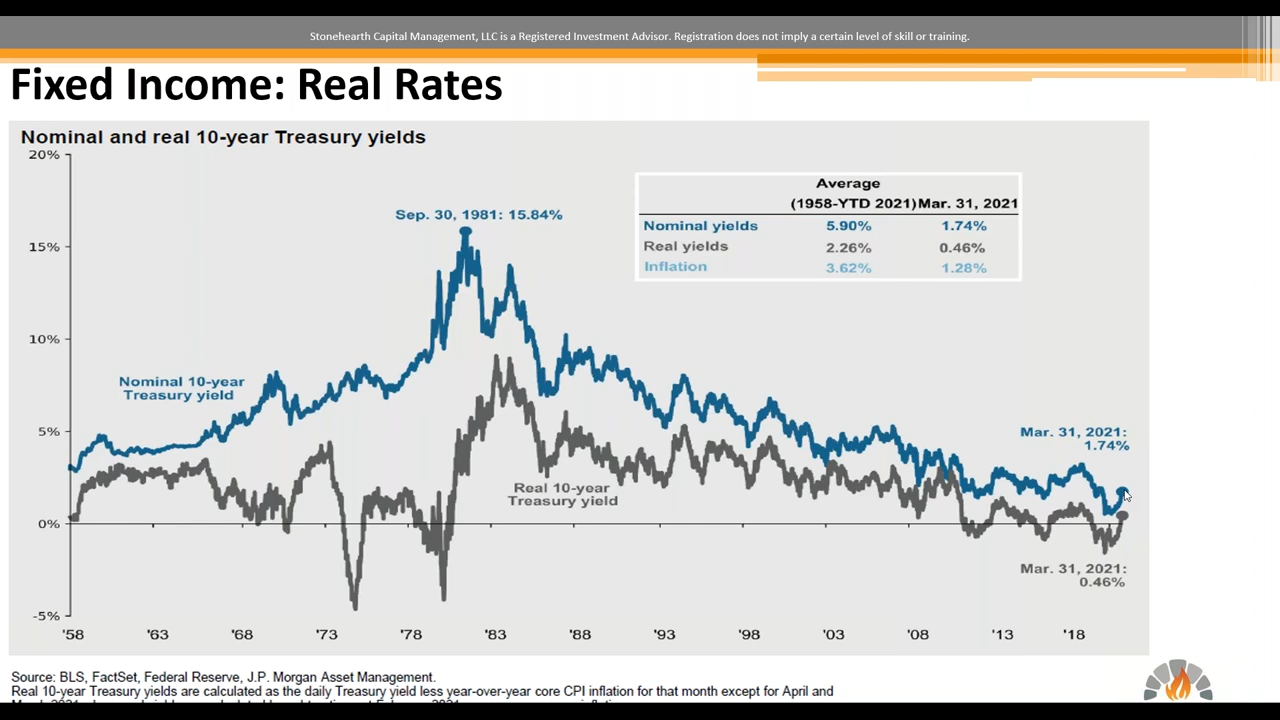 Stonehearth Capital Management, LLC is a Registered Investment Advisor. Registration does not imply a certain level of skill or training.
Fixed Income: Real Rates
Nominal and real 10-year Treasury yields
20%
15%
10%
5%
0%
-5%
Sep. 30, 1981: 15.84%
Average
(1958-YTD 2021) Mar. 31, 2021
Nominal yields 5.90% 1.74%
Real yields 2.26% 0.46%
Inflation 3.62% 1.28%
Nominal 10-year
Treasury yield
Real 10-year
Treasury yield
Mar. 31, 2021:
1.74%
Mar. 31, 2021:
0.46%
'58 '63 '68 '73 '78 '83 '88 '93 '98 '03 '08 '13 '18
Source: BLS, FactSet, Federal Reserve, J.P. Morgan Asset Management.
Real 10-year Treasury yields are calculated as the daily Treasury yield less year-over-year core CPI inflation for that month except for April and